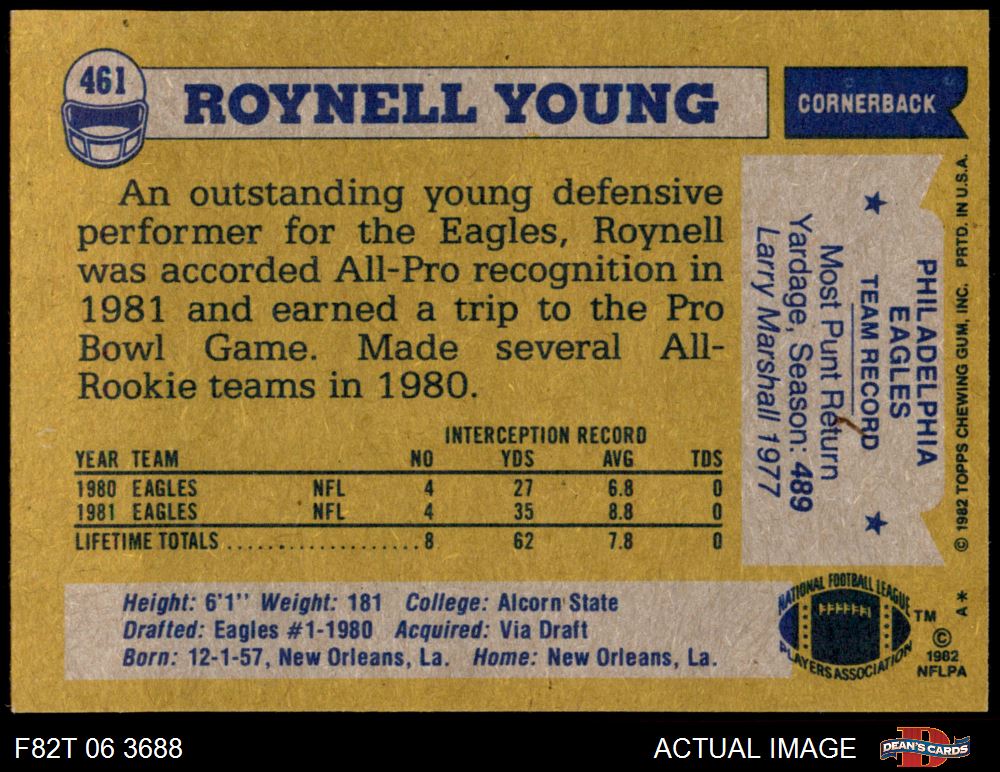 461
ROYNELL YOUNG
CORNERBACK
An outstanding young defensive
performer for the Eagles, Roynell
was accorded All-Pro recognition in
1981 and earned a trip to the Pro
Bowl Game. Made several All-
Rookie teams in 1980.
INTERCEPTION RECORD
YEAR TEAM NO YDS AVG TDS
1980 EAGLES NFL 4 27 6.8 0
1981 EAGLES NFL 4 35 8.8 0
LIFETIME TOTALS.....................8 62 7.8 0
Height: 6'1" Weight: 181 College: Alcorn State
Drafted: Eagles #1-1980 Acquired: Via Draft
Born: 12-1-57, New Orleans, La. Home: New Orleans, La.
PHILADELPHIA
EAGLES
TEAM RECORD
Most Punt Return
Yardage, Season: 489
Larry Marshall 1977
© 1982 TOPPS CHEWING GUM, INC. PRTD. IN U.S.A.
A*
NATIONAL FOOTBALL LEAGUE
PLAYERS ASSOCIATION
TM
©
1982
NFLPA
F82T 06 3688
ACTUAL IMAGE
DEAN'S CARDS